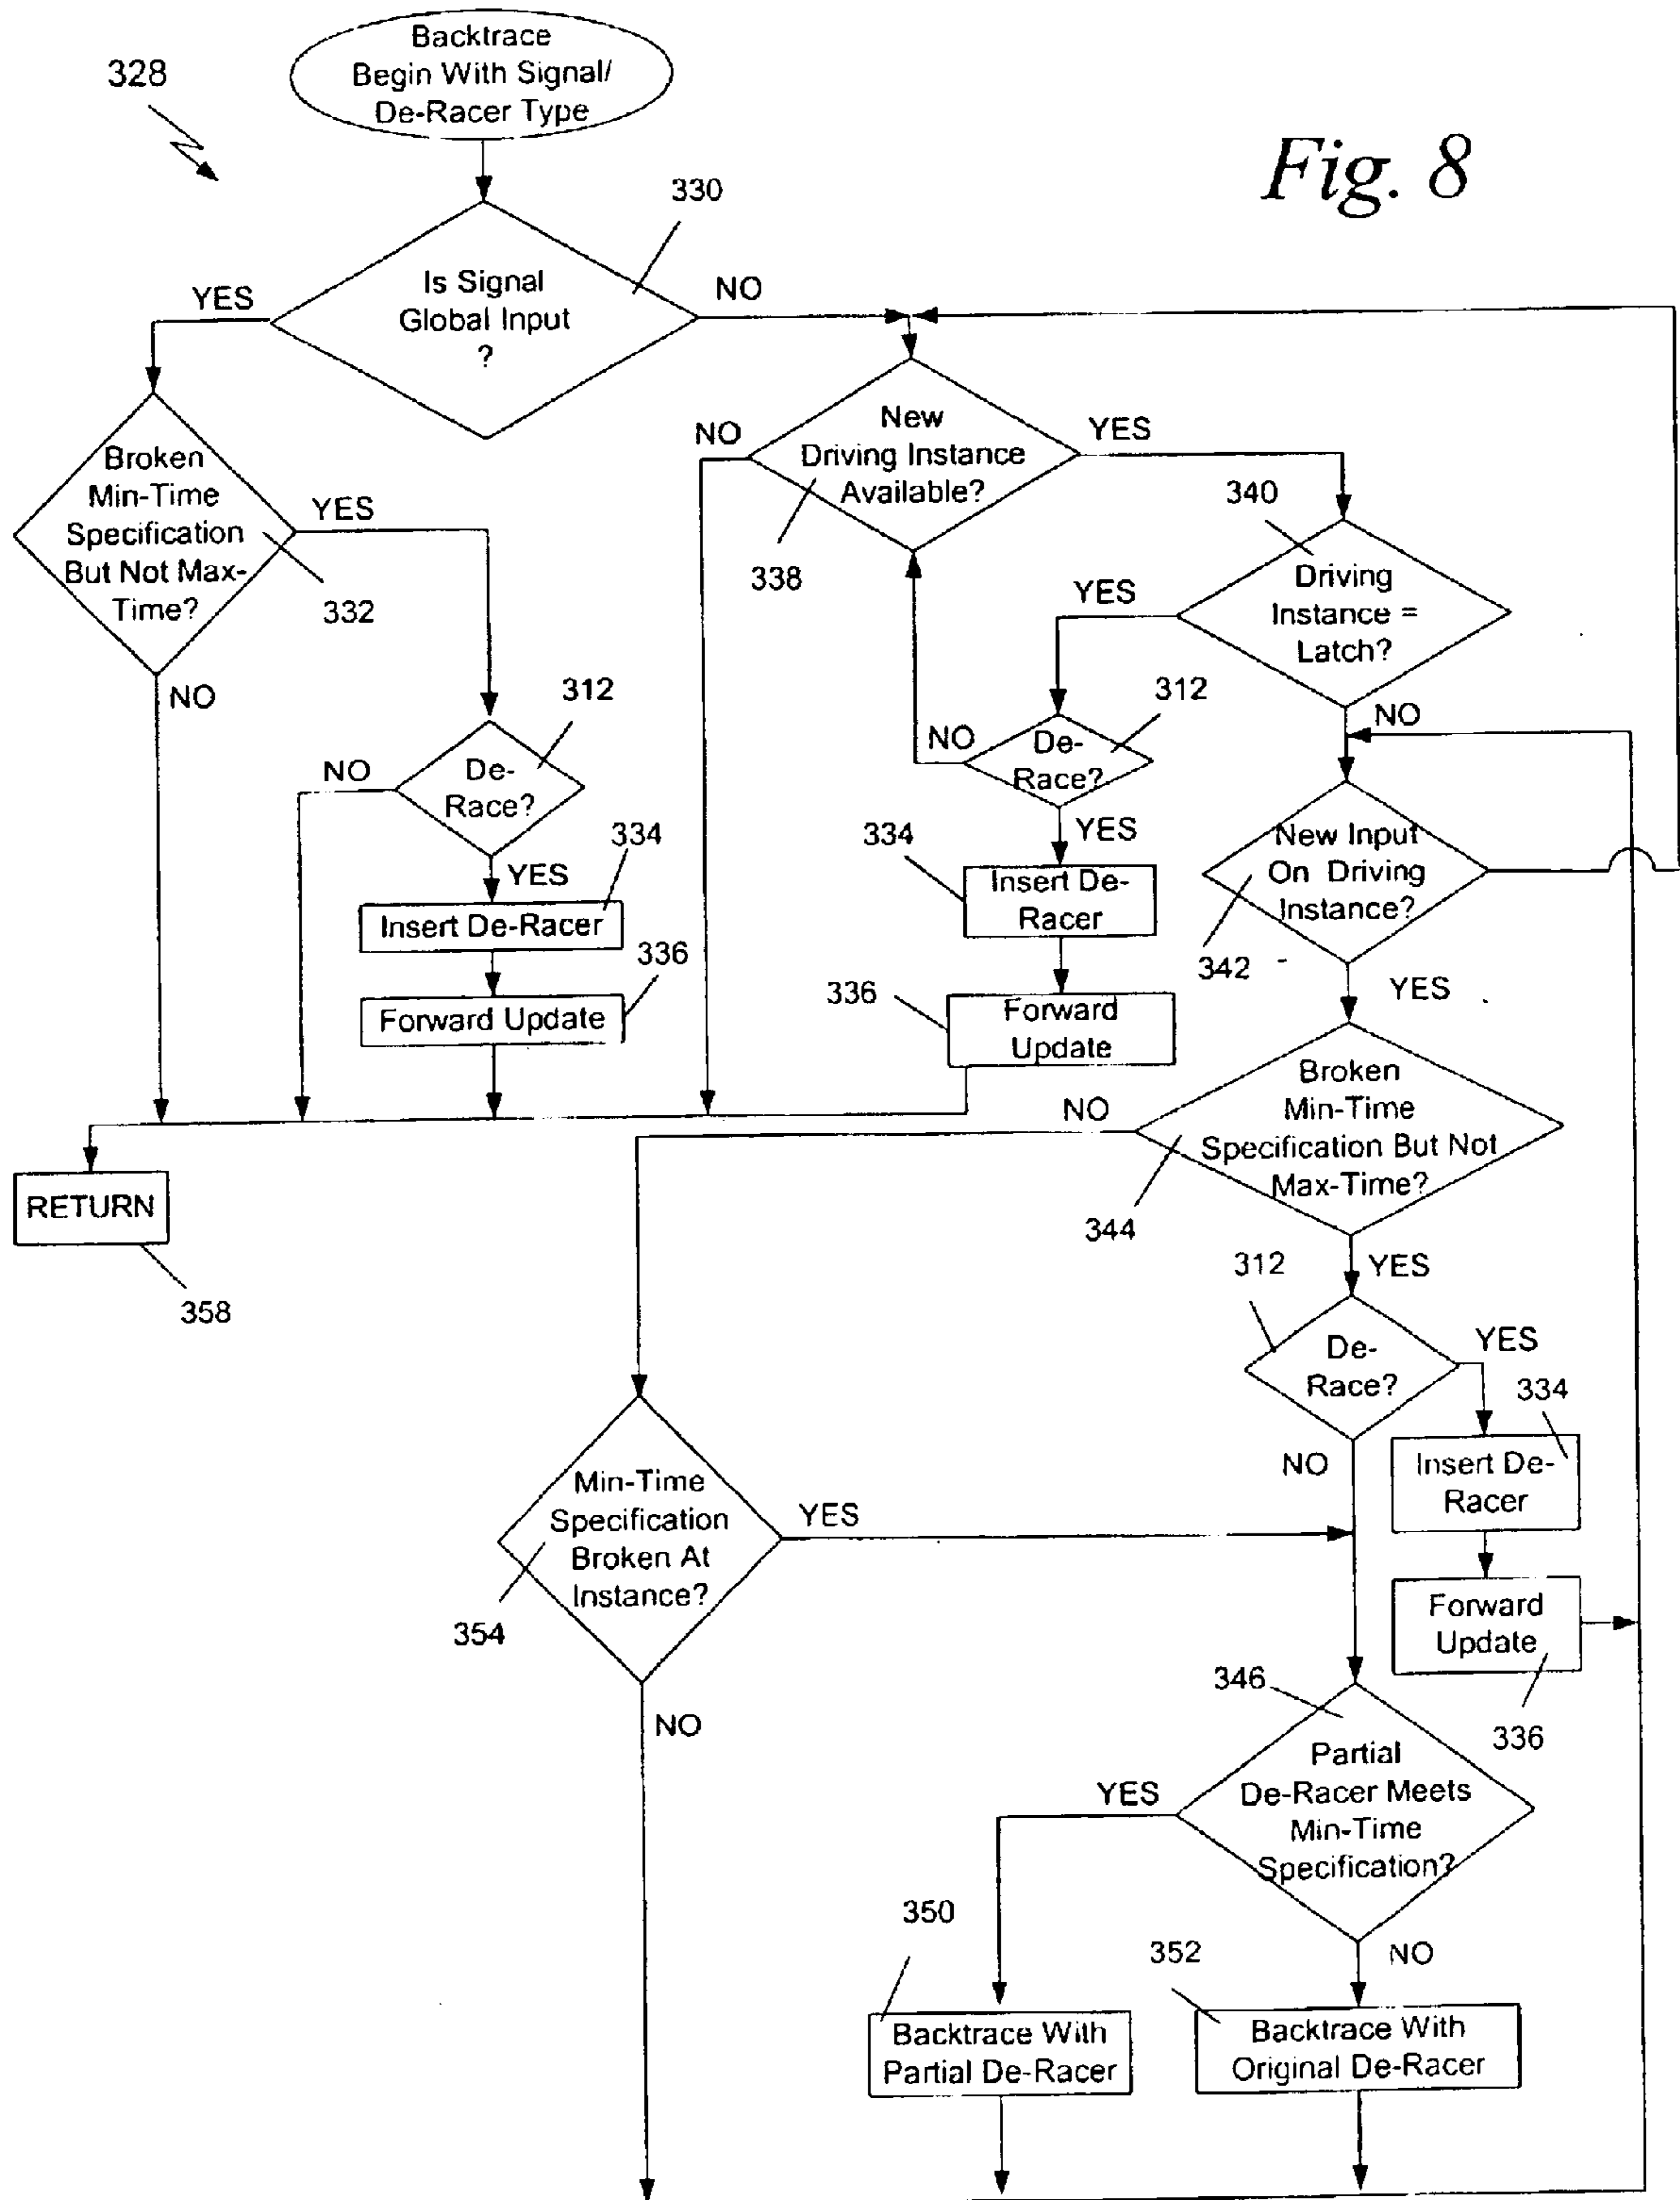 Backtrace
Begin With Signal/
De-Racer Type
328
Fig. 8
330
Is Signal
Global Input
?
YES
NO
Broken
Min-Time
Specification
But Not Max-
Time?
YES
332
NO
New
Driving Instance
Available?
NO
YES
338
340
Driving
Instance =
Latch?
YES
NO
312
De-
Race?
NO
YES
334
Insert De-Racer
336
Forward Update
312
De-
Race?
NO
YES
334
Insert De-
Racer
336
Forward
Update
New Input
On Driving
Instance?
342
YES
RETURN
358
Broken
Min-Time
Specification But Not
Max-Time?
NO
344
YES
312
De-
Race?
YES
NO
334
Insert De-
Racer
Forward
Update
336
Min-Time
Specification
Broken At
Instance?
YES
354
NO
346
Partial
De-Racer Meets
Min-Time
Specification?
YES
NO
350
Backtrace With
Partial De-Racer
352
Backtrace With
Original De-Racer